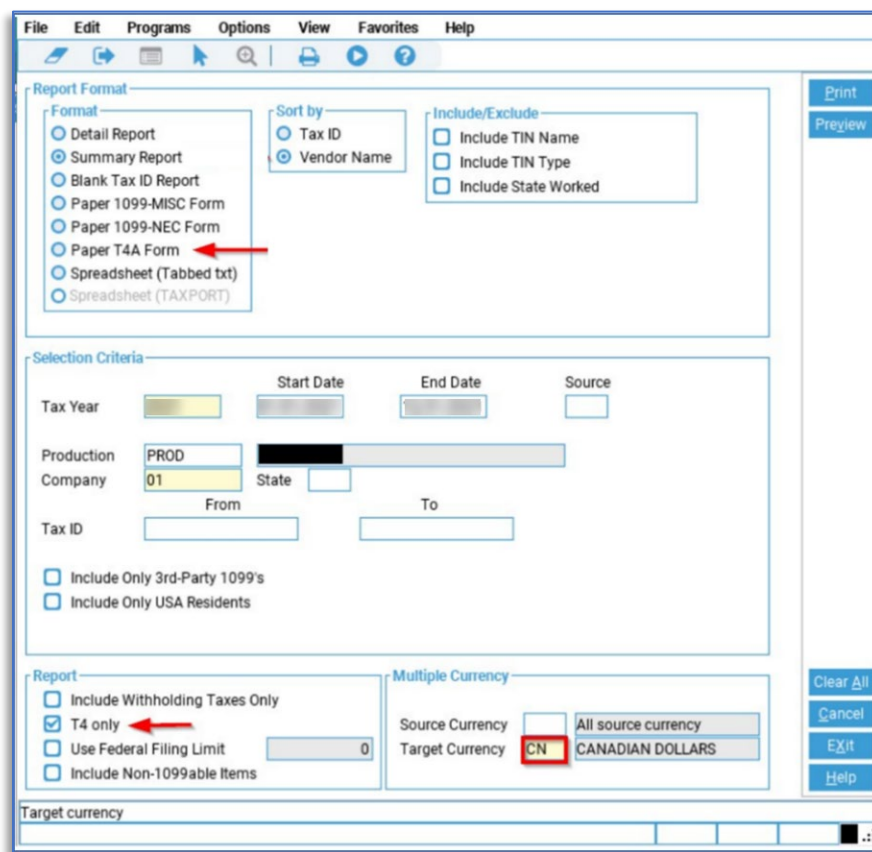 File Edit Programs Options View Favorites Help
Report Format
Format
Detail Report
Summary Report
Blank Tax ID Report
Paper 1099-MISC Form
Paper 1099-NEC Form
Paper T4A Form
Spreadsheet (Tabbed txt)
Spreadsheet (TAXPORT)
Sort by
Tax ID
Vendor Name
Include/Exclude
Include TIN Name
Include TIN Type
Include State Worked
Print
Preview
Selection Criteria
Start Date End Date Source
Tax Year
Production PROD
Company 01 State
From To
Tax ID
Include Only 3rd-Party 1099's
Include Only USA Residents
Report
Include Withholding Taxes Only
T4 only
Use Federal Filing Limit 0
Include Non-1099able Items
Multiple Currency
Source Currency All source currency
Target Currency CN CANADIAN DOLLARS
Clear All
Cancel
EXit
Help
Target currency